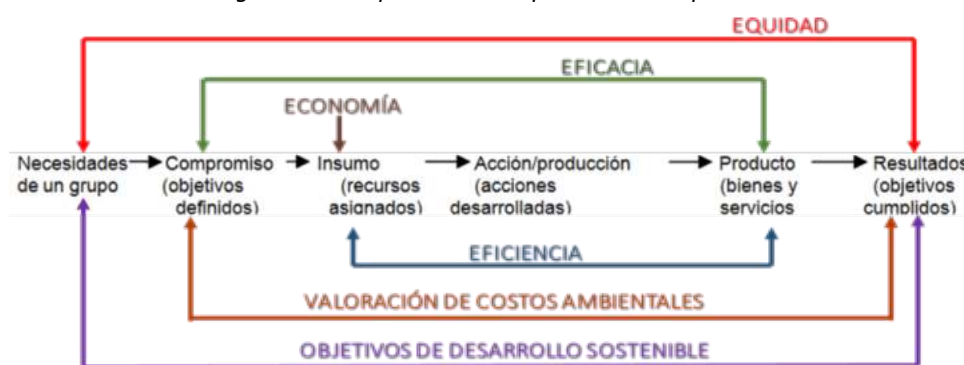 EQUIDAD
EFICACIA
ECONOMÍA
Necesidades Compromiso Insumo Acción/producción Producto Resultados
de un grupo (objetivos (recursos (acciones (bienes y (objetivos
definidos) asignados) desarrolladas) servicios cumplidos)
EFICIENCIA
VALORACIÓN DE COSTOS AMBIENTALES
OBJETIVOS DE DESARROLLO SOSTENIBLE